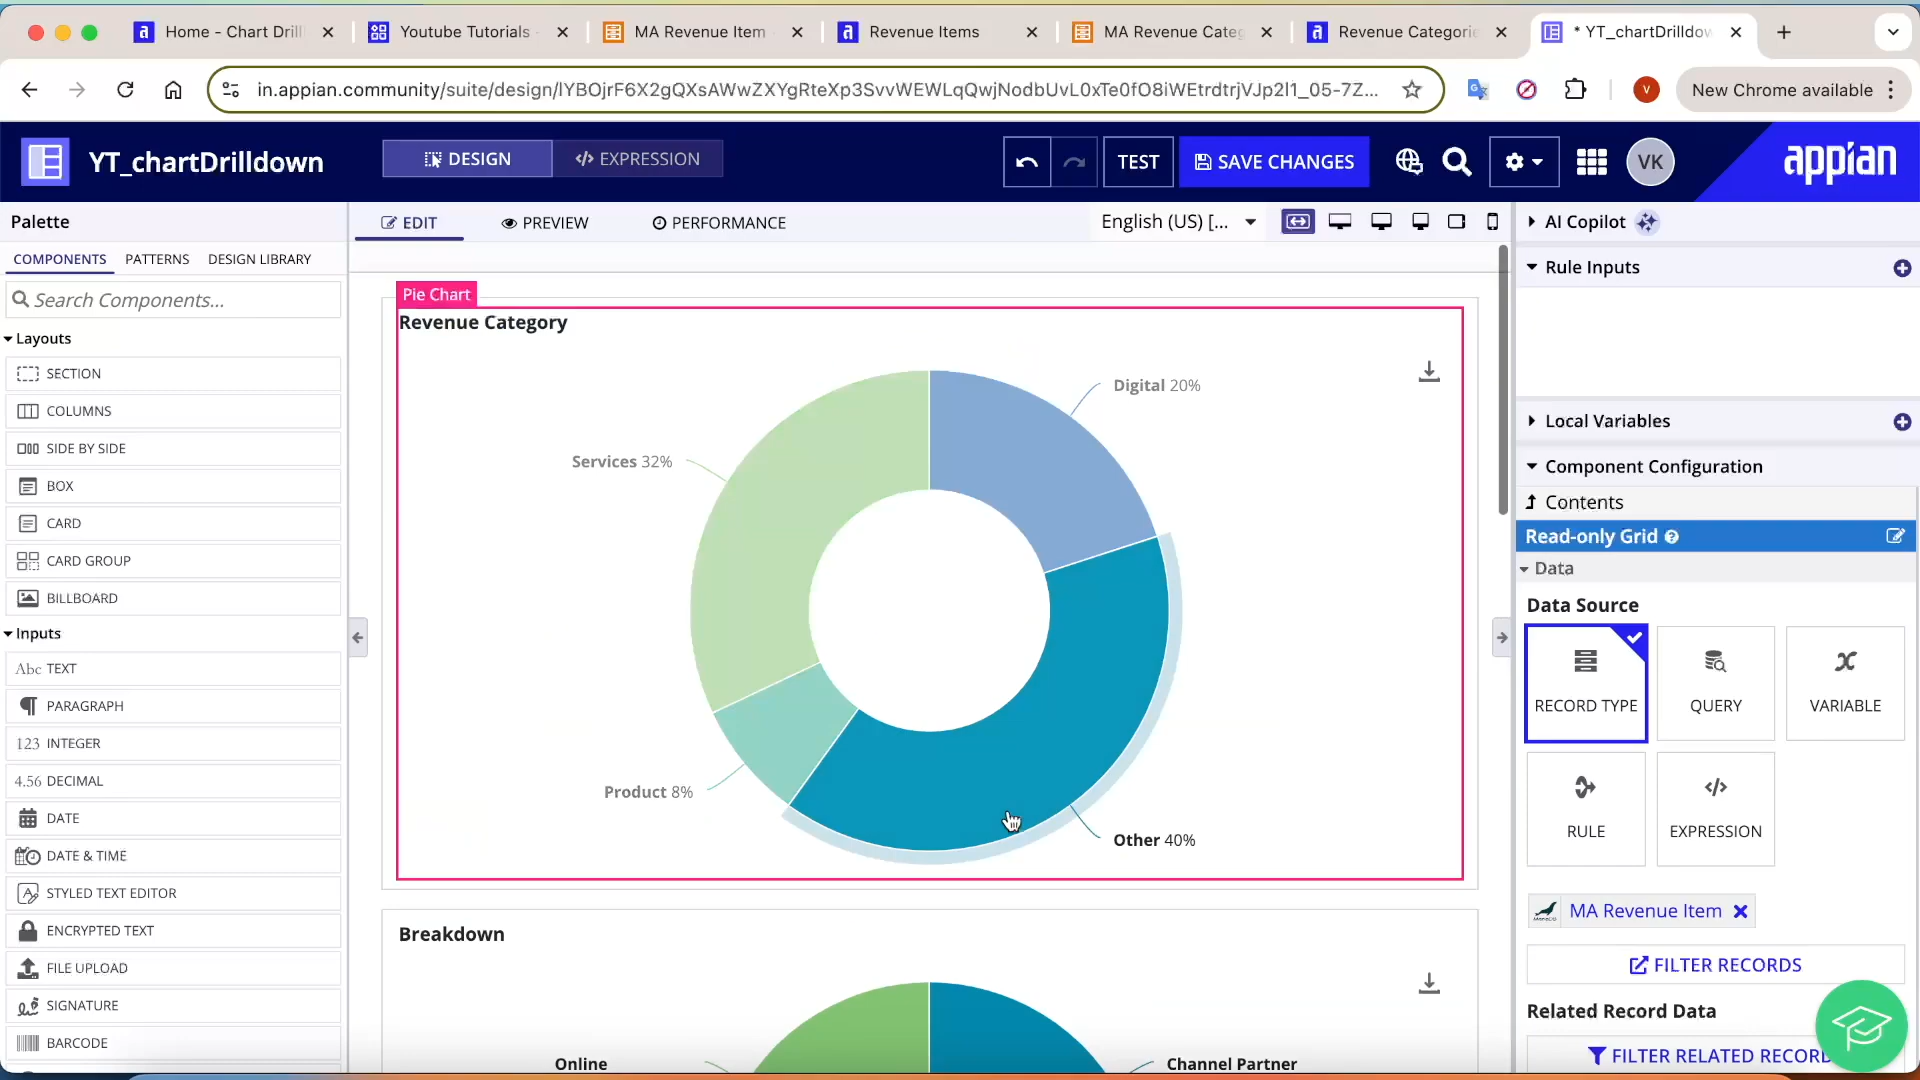 Home - Chart Drill
Youtube Tutorials -
MA Revenue Item -
Revenue Items
MA Revenue Categ
Revenue Categorie
* YT_chartDrilldow
in.appian.community/suite/design/lYBOjrF6X2gQXsAWwZXYgRteXp3SvvWEWLqQwjNodbUvL0xTe0fO8iWEtrdtrjVJp2l1_05-7Z...
V
New Chrome available
YT_chartDrilldown
DESIGN
EXPRESSION
TEST
SAVE CHANGES
VK
appian
Palette
COMPONENTS
PATTERNS
DESIGN LIBRARY
Search Components...
Layouts
SECTION
COLUMNS
SIDE BY SIDE
BOX
CARD
CARD GROUP
BILLBOARD
Inputs
Abc TEXT
PARAGRAPH
123 INTEGER
4.56 DECIMAL
DATE
DATE & TIME
STYLED TEXT EDITOR
ENCRYPTED TEXT
FILE UPLOAD
SIGNATURE
BARCODE
EDIT
PREVIEW
PERFORMANCE
English (US) [...
Pie Chart
Revenue Category
Digital 20%
Services 32%
Product 8%
Other 40%
Breakdown
Online
Channel Partner
AI Copilot
Rule Inputs
Local Variables
Component Configuration
Contents
Read-only Grid
Data
Data Source
RECORD TYPE
QUERY
VARIABLE
RULE
EXPRESSION
MA Revenue Item
FILTER RECORDS
Related Record Data
FILTER RELATED RECORD